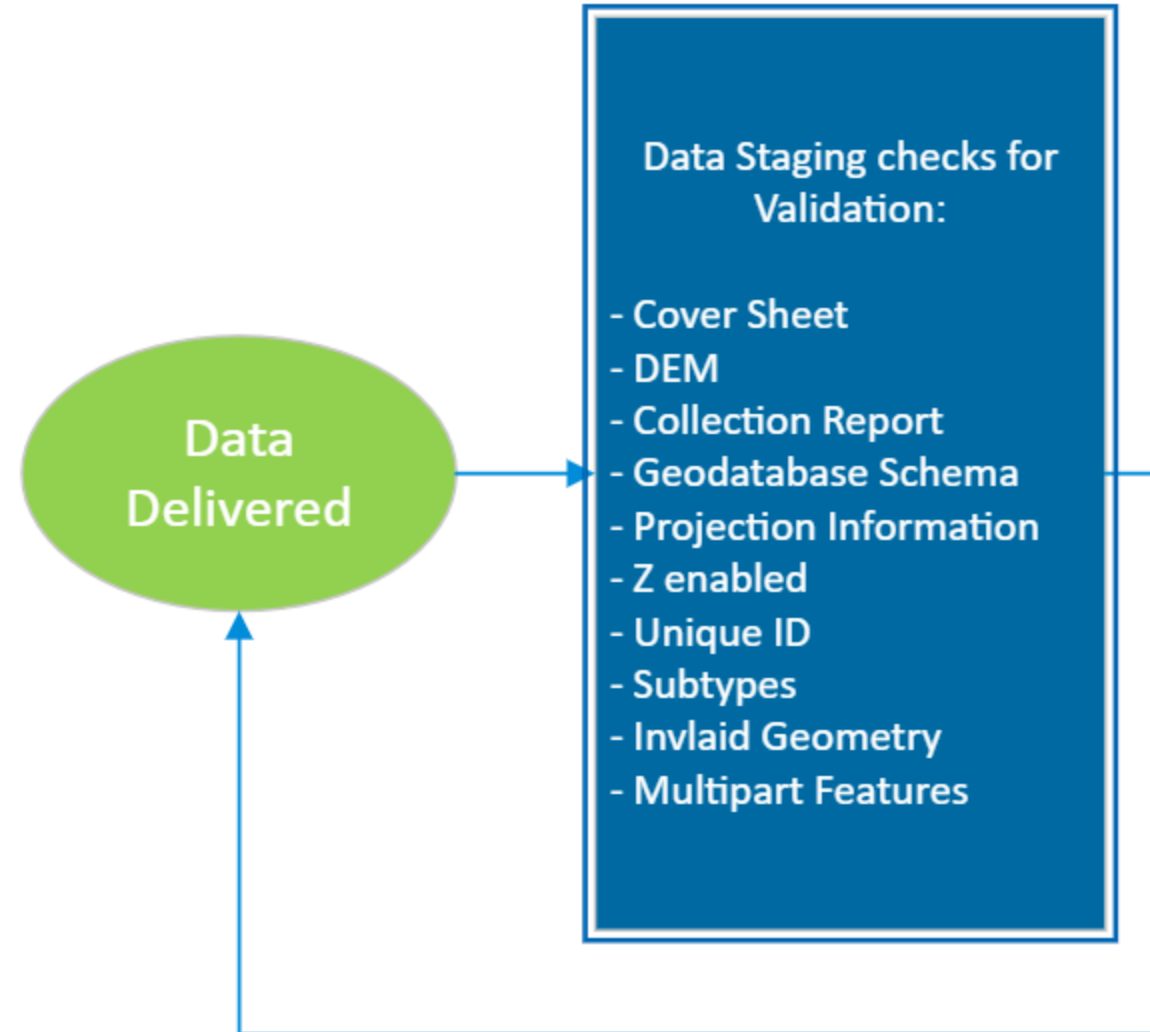 Data
Delivered
Data Staging checks for
Validation:
- Cover Sheet
- DEM
- Collection Report
- Geodatabase Schema
- Projection Information
- Z enabled
- Unique ID
- Subtypes
- Invlaid Geometry
- Multipart Features